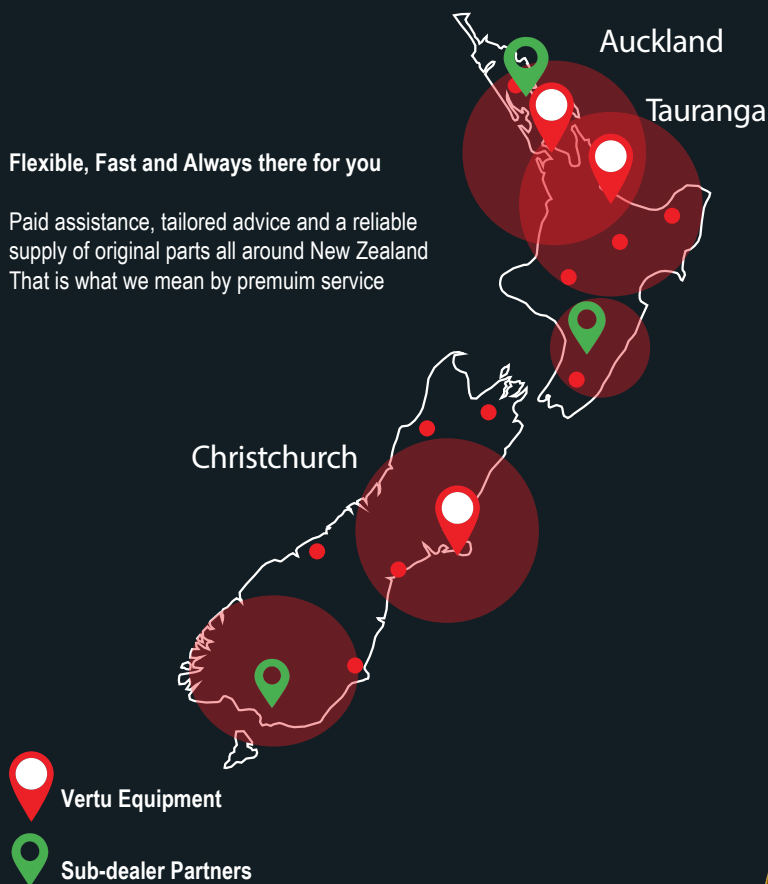 Auckland
Tauranga
Flexible, Fast and Always there for you
Paid assistance, tailored advice and a reliable
supply of original parts all around New Zealand
That is what we mean by premuim service
Christchurch
Vertu Equipment
Sub-dealer Partners